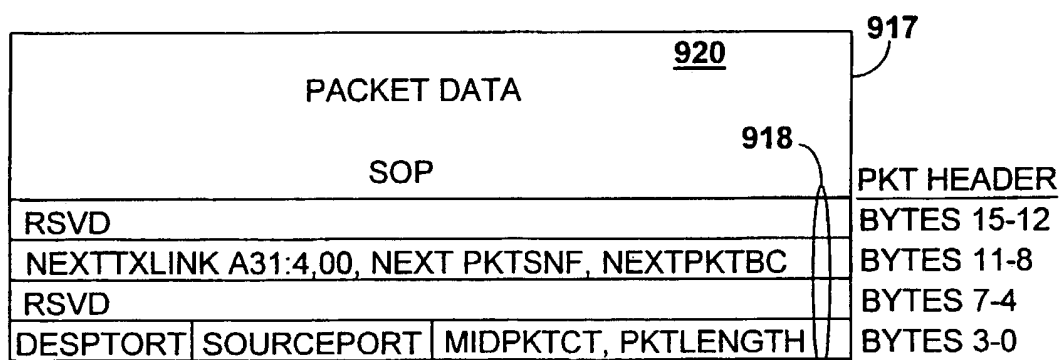 917
920
PACKET DATA
918
SOP
PKT HEADER
RSVD BYTES 15-12
NEXTTXLINK A31:4,00, NEXT PKTSNF, NEXTPKTBC BYTES 11-8
RSVD BYTES 7-4
DESPTORT SOURCEPORT MIDPKTCT, PKTLENGTH BYTES 3-0